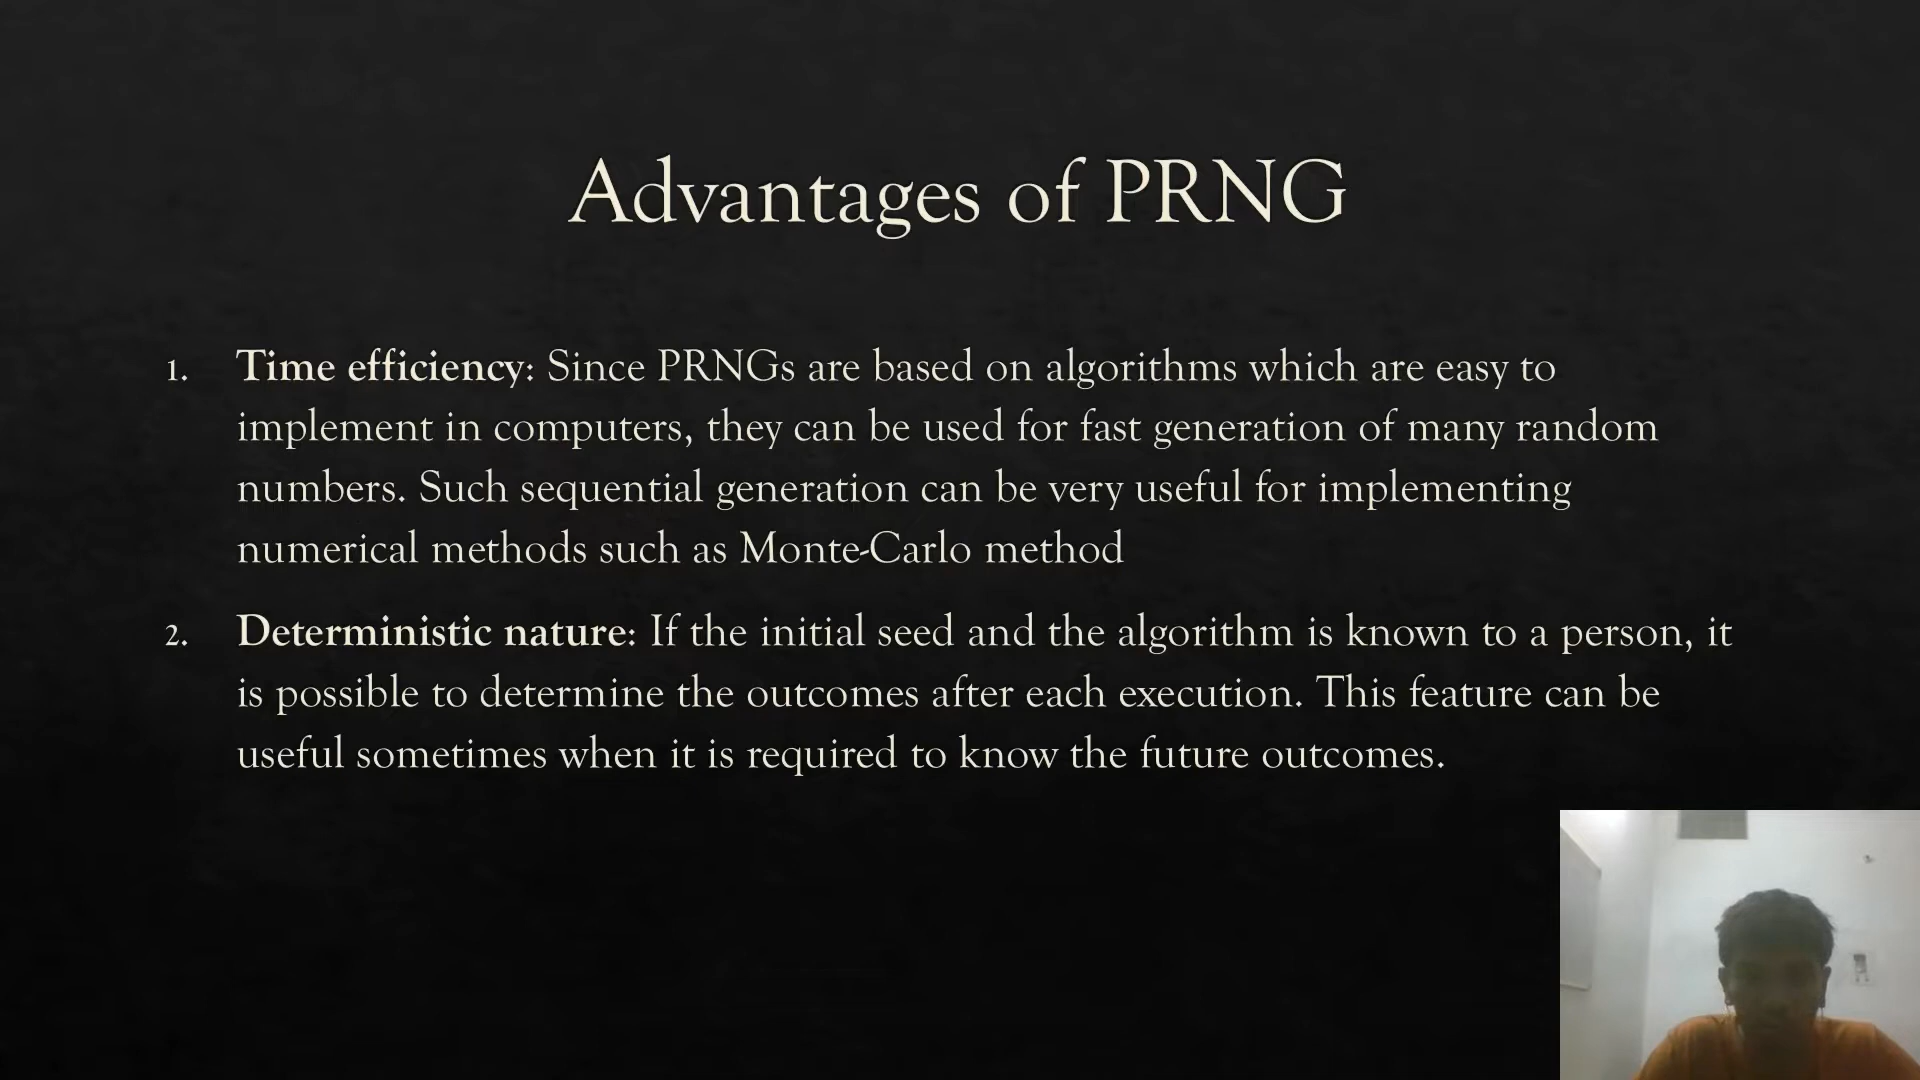 Advantages of PRNG
1. Time efficiency: Since PRNGs are based on algorithms which are easy to
implement in computers, they can be used for fast generation of many random
numbers. Such sequential generation can be very useful for implementing
numerical methods such as Monte-Carlo method
2. Deterministic nature: If the initial seed and the algorithm is known to a person, it
is possible to determine the outcomes after each execution. This feature can be
useful sometimes when it is required to know the future outcomes.